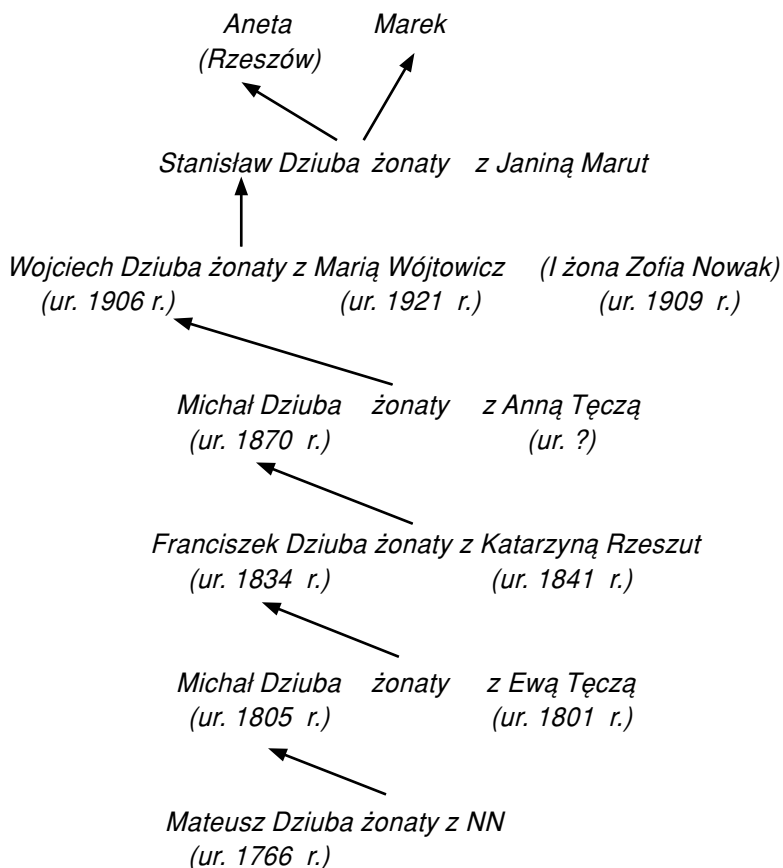 Aneta Marek
(Rzeszów)
Stanisław Dziuba żonaty z Janiną Marut
Wojciech Dziuba żonaty z Marią Wójtowicz (I żona Zofia Nowak)
(ur. 1906 r.) (ur. 1921 r.) (ur. 1909 r.)
Michał Dziuba żonaty z Anną Tęczą
(ur. 1870 r.) (ur. ?)
Franciszek Dziuba żonaty z Katarzyną Rzeszut
(ur. 1834 r.) (ur. 1841 r.)
Michał Dziuba żonaty z Ewą Tęczą
(ur. 1805 r.) (ur. 1801 r.)
Mateusz Dziuba żonaty z NN
(ur. 1766 r.)